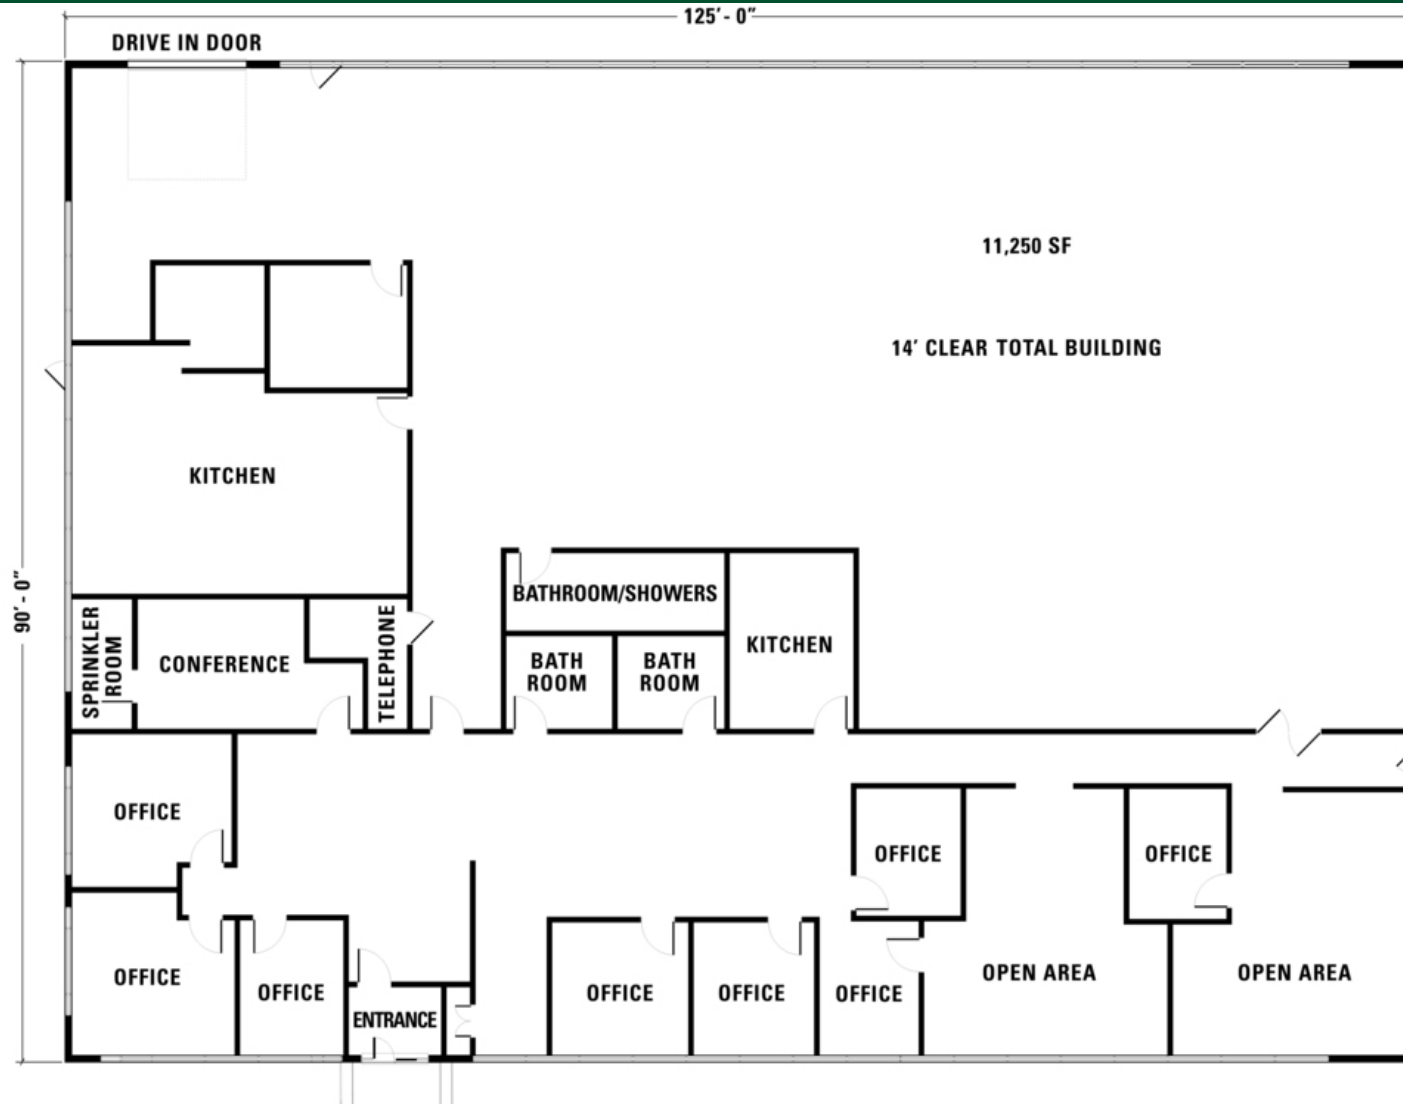 125'- 0"
DRIVE IN DOOR
11,250 SF
14' CLEAR TOTAL BUILDING
KITCHEN
90'- 0"
BATHROOM/SHOWERS
SPRINKLER
ROOM
CONFERENCE
TELEPHONE
BATH
ROOM
BATH
ROOM
KITCHEN
OFFICE
OFFICE
OFFICE
OFFICE
OFFICE
ENTRANCE
OFFICE
OFFICE
OFFICE
OPEN AREA
OPEN AREA